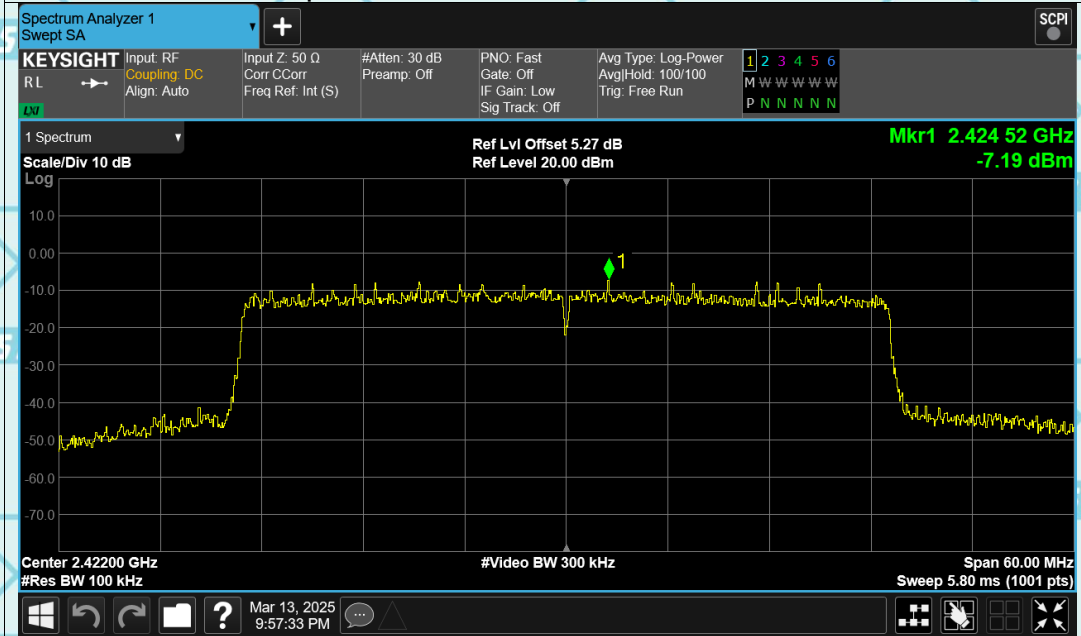 Spectrum Analyzer 1
Swept SA
+
SCPI
KEYSIGHT
R L
LXI
Input: RF
Coupling: DC
Align: Auto
Input Z: 50 Ω
Corr CCorr
Freq Ref: Int (S)
#Atten: 30 dB
Preamp: Off
PNO: Fast
Gate: Off
IF Gain: Low
Sig Track: Off
Avg Type: Log-Power
Avg|Hold: 100/100
Trig: Free Run
1 2 3 4 5 6
M W W W W W
P N N N N N
1 Spectrum
Scale/Div 10 dB
Log
Ref Lvl Offset 5.27 dB
Ref Level 20.00 dBm
Mkr1 2.424 52 GHz
-7.19 dBm
10.0
0.00
-10.0
-20.0
-30.0
-40.0
-50.0
-60.0
-70.0
1
Center 2.42200 GHz
#Res BW 100 kHz
#Video BW 300 kHz
Span 60.00 MHz
Sweep 5.80 ms (1001 pts)
?
Mar 13, 2025
9:57:33 PM